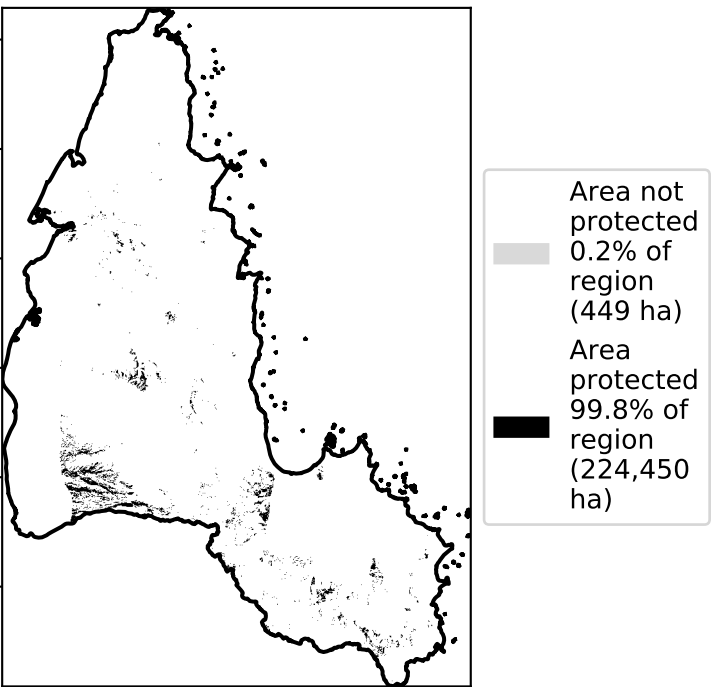 Area not
protected
0.2% of
region
(449 ha)
Area
protected
99.8% of
region
(224,450
ha)